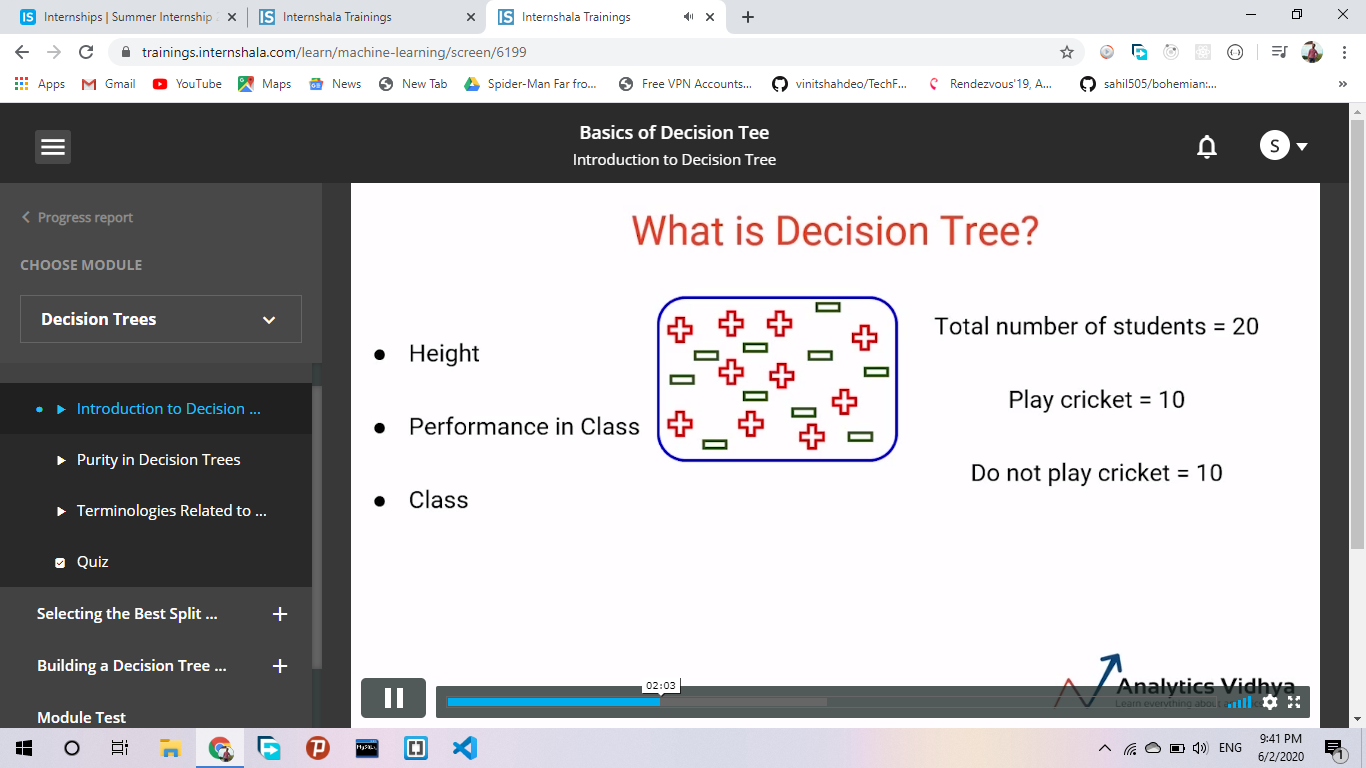 Internships | Summer Internship
Internshala Trainings
Internshala Trainings
trainings.internshala.com/learn/machine-learning/screen/6199
Apps
Gmail
YouTube
Maps
News
New Tab
Spider-Man Far fro...
Free VPN Accounts...
vinitshahdeo/TechF...
Rendezvous'19, A...
sahil505/bohemian:...
»
Basics of Decision Tee
Introduction to Decision Tree
S
Progress report
CHOOSE MODULE
Decision Trees
Introduction to Decision ...
Purity in Decision Trees
Terminologies Related to ...
Quiz
Selecting the Best Split ...
Building a Decision Tree ...
Module Test
What is Decision Tree?
● Height
● Performance in Class
● Class
Total number of students = 20
Play cricket = 10
Do not play cricket = 10
02:03
Analytics Vidhya
Learn everything about
MySQL
ENG
9:41 PM
6/2/2020
1